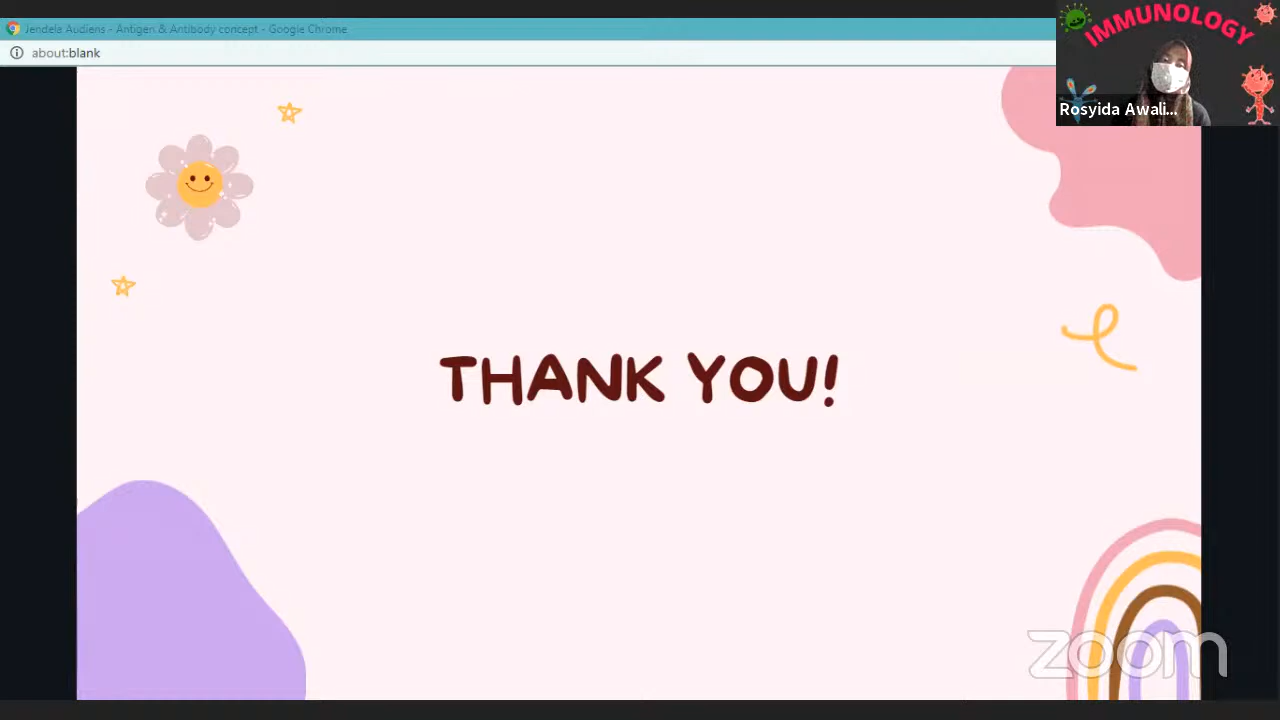 Jendela Audiens - Antigen & Antibody concept - Google Chrome
about:blank
IMMUNOLOGY
Rosyida Awali...
THANK YOU!
zoom